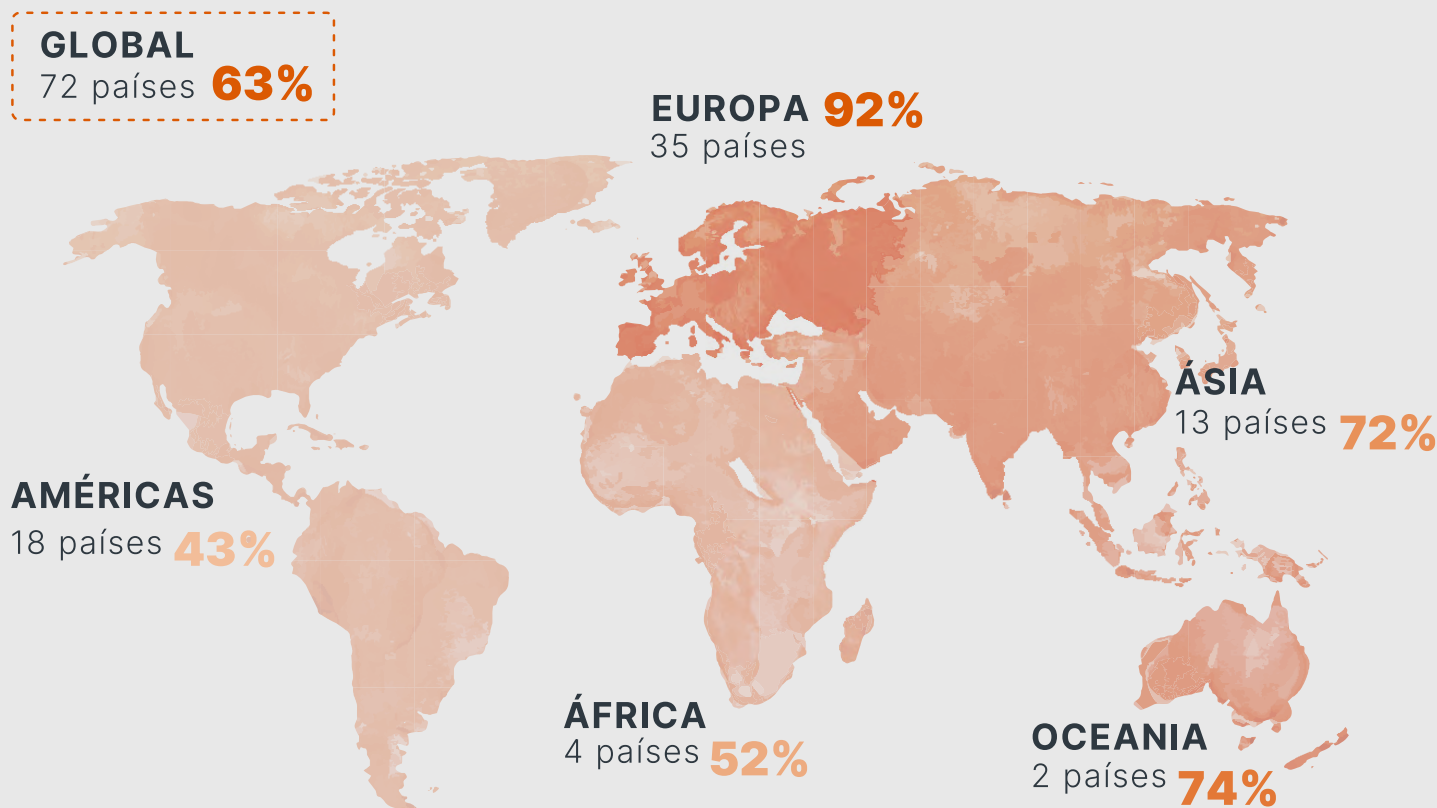 GLOBAL
72 países 63%
EUROPA 92%
35 países
ÁSIA
13 países 72%
AMÉRICAS
18 países 43%
ÁFRICA
4 países 52%
OCEANIA
2 países 74%